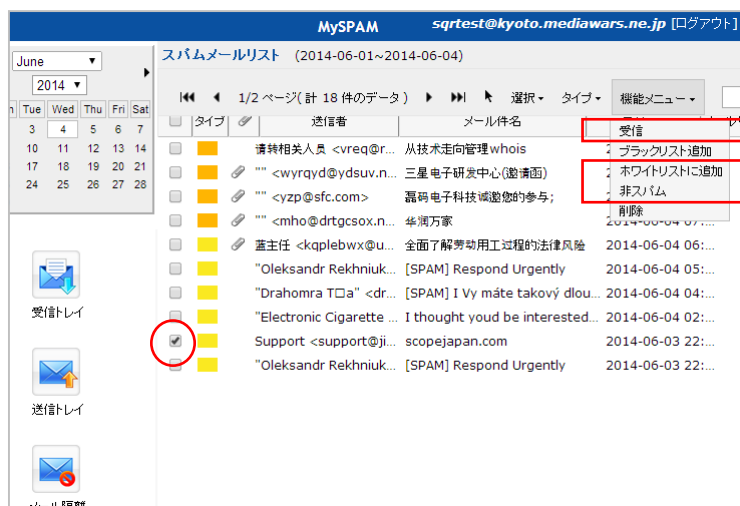 MySPAM sqrtest@kyoto.mediawars.ne.jp [ログアウト]
June
2014
Tue Wed Thu Fri Sat
3 4 5 6 7
10 11 12 13 14
17 18 19 20 21
24 25 26 27 28
受信トレイ
送信トレイ
スパムメールリスト (2014-06-01~2014-06-04)
1/2 ページ( 計 18 件のデータ ) 選択 タイプ 機能メニュー
タイプ 送信者 メール件名
受信
ブラックリスト追加
ホワイトリストに追加
非スパム
削除
请转相关人员 <vreq@r... 从技术走向管理whois
"" <wyrqyd@ydsuv.n... 三星电子研发中心(邀请函)
"" <yzp@sfc.com> 磊码电子科技诚邀您的参与;
"" <mho@drtgcsox.n... 华润万家 2014-06-04 07:...
蓝主任 <kqplebwx@u... 全面了解劳动用工过程的法律风险 2014-06-04 06:...
"Oleksandr Rekhniuk... [SPAM] Respond Urgently 2014-06-04 05:...
"Drahomra T□a" <dr... [SPAM] I Vy máte takový dlou... 2014-06-04 04:...
"Electronic Cigarette ... I thought youd be interested... 2014-06-04 02:...
Support <support@ji... scopejapan.com 2014-06-03 22:...
"Oleksandr Rekhniuk... [SPAM] Respond Urgently 2014-06-03 22:...